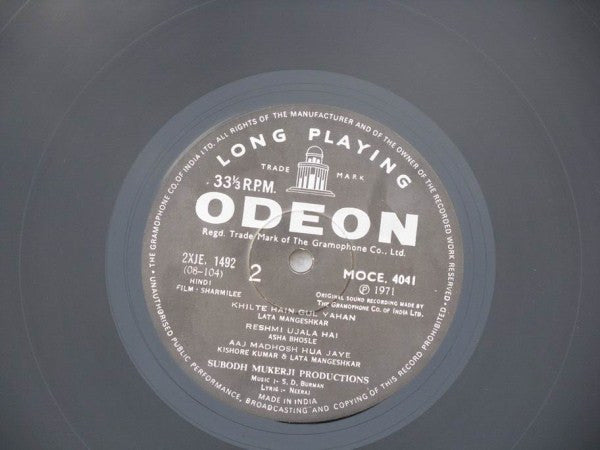 UNAUTHORISED PUBLIC PERFORMANCE, BROADCASTING AND COPYING OF THIS RECORD PROHIBITED. • THE GRAMOPHONE CO. OF INDIA LTD. ALL RIGHTS OF THE MANUFACTURER AND OF THE OWNER OF THE RECORDED WORK RESERVED.
LONG PLAYING
TRADE MARK
33⅓ R.P.M.
ODEON
Regd. Trade Mark of The Gramophone Co., Ltd.
2XJE. 1492
(08-104)
2
MOCE. 4041
Ⓟ 1971
HINDI
FILM - SHARMILEE
ORIGINAL SOUND RECORDING MADE BY
THE GRAMOPHONE CO. OF INDIA LTD.
KHILTE HAIN GUL YAHAN
LATA MANGESHKAR
RESHMI UJALA HAI
ASHA BHOSLE
AAJ MADHOSH HUA JAYE
KISHORE KUMAR & LATA MANGESHKAR
SUBODH MUKERJI PRODUCTIONS
Music :- S. D. Burman
Lyric :- Neeraj
MADE IN INDIA